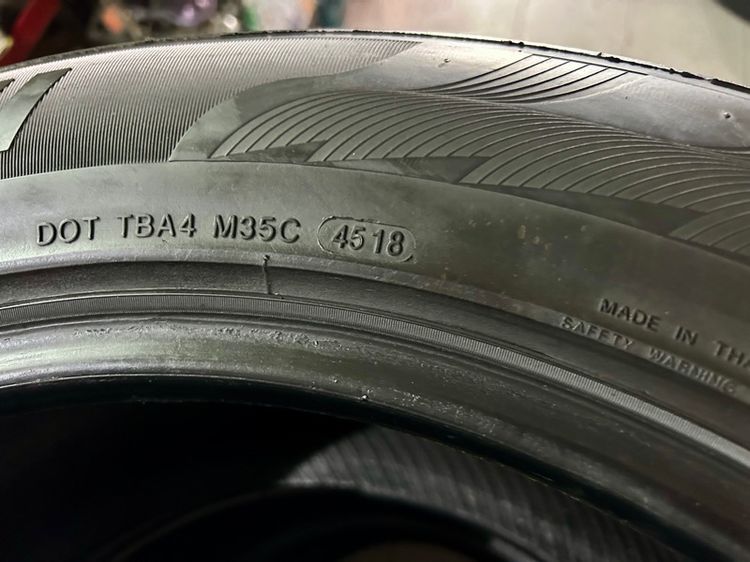 DOT TBA4 M35C 4518
MADE IN THA
SAFETY WARNING